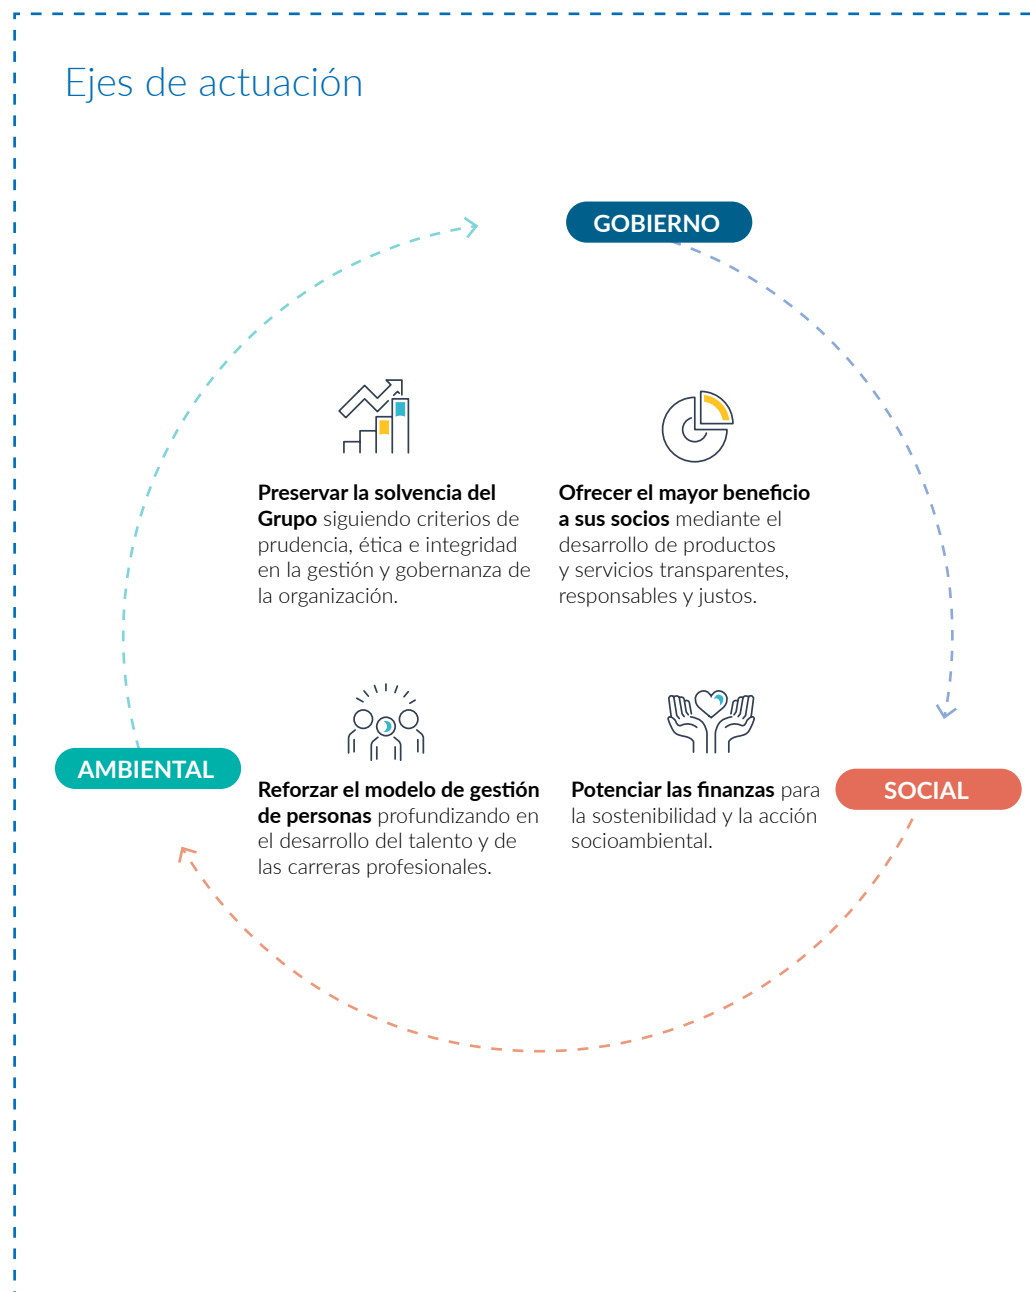 Ejes de actuación
GOBIERNO
Preservar la solvencia del
Grupo siguiendo criterios de
prudencia, ética e integridad
en la gestión y gobernanza de
la organización.
Ofrecer el mayor beneficio
a sus socios mediante el
desarrollo de productos
y servicios transparentes,
responsables y justos.
AMBIENTAL
Reforzar el modelo de gestión
de personas profundizando en
el desarrollo del talento y de
las carreras profesionales.
Potenciar las finanzas para
la sostenibilidad y la acción
socioambiental.
SOCIAL